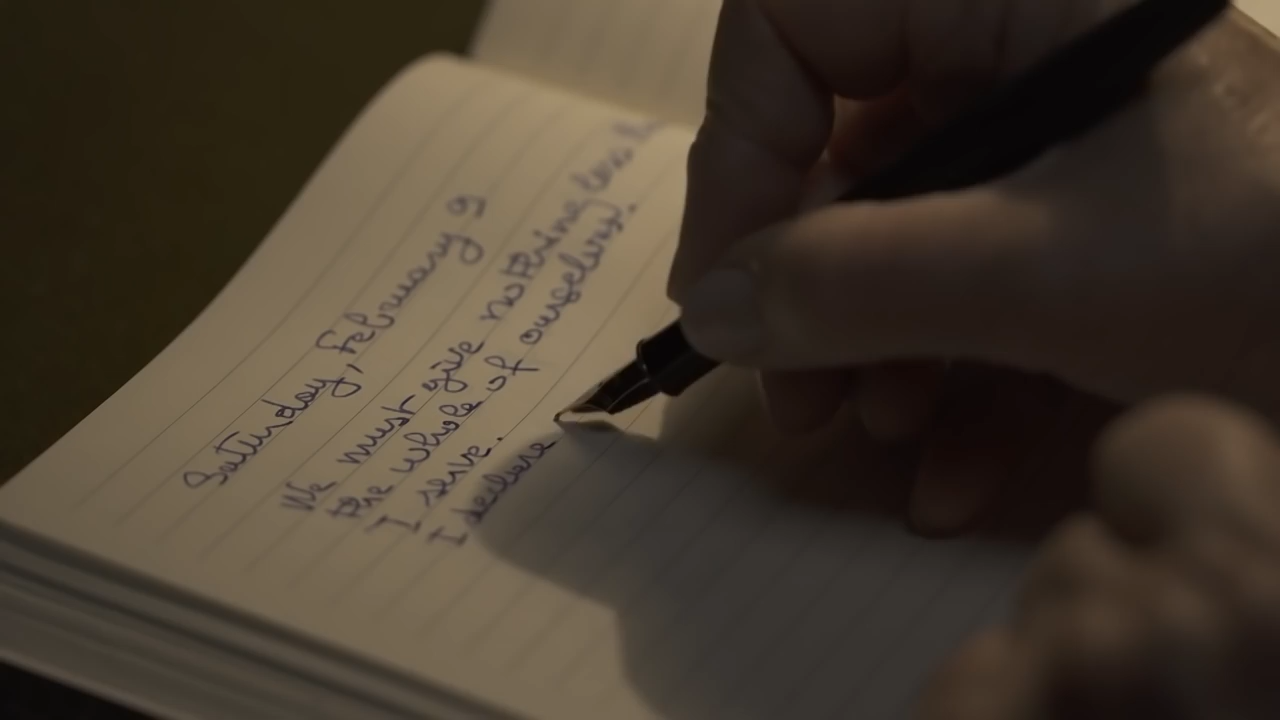 Saturday, February 9
We must give nothing less
the whole of ourselves.
I serve.
I declare